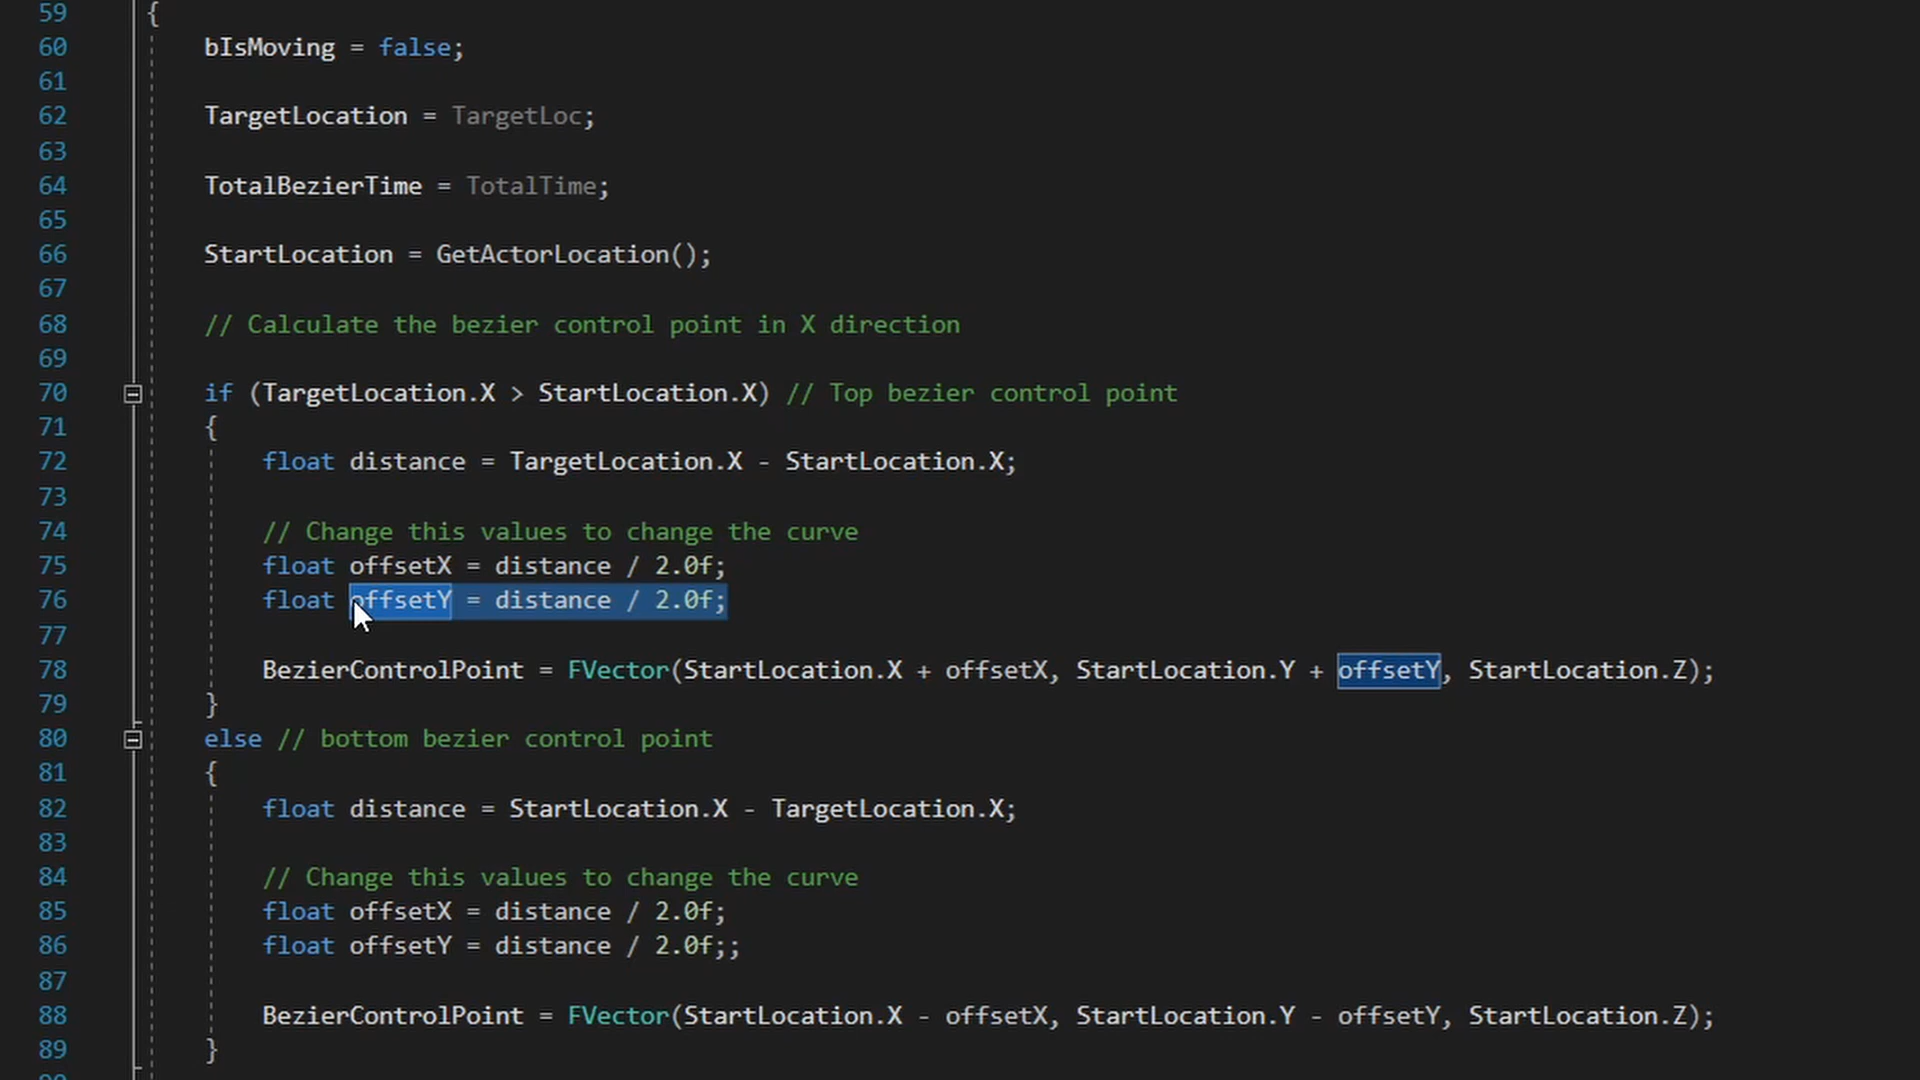 59 {
60 bIsMoving = false;
61
62 TargetLocation = TargetLoc;
63
64 TotalBezierTime = TotalTime;
65
66 StartLocation = GetActorLocation();
67
68 // Calculate the bezier control point in X direction
69
70 if (TargetLocation.X > StartLocation.X) // Top bezier control point
71 {
72 float distance = TargetLocation.X - StartLocation.X;
73
74 // Change this values to change the curve
75 float offsetX = distance / 2.0f;
76 float offsetY = distance / 2.0f;
77
78 BezierControlPoint = FVector(StartLocation.X + offsetX, StartLocation.Y + offsetY, StartLocation.Z);
79 }
80 else // bottom bezier control point
81 {
82 float distance = StartLocation.X - TargetLocation.X;
83
84 // Change this values to change the curve
85 float offsetX = distance / 2.0f;
86 float offsetY = distance / 2.0f;;
87
88 BezierControlPoint = FVector(StartLocation.X - offsetX, StartLocation.Y - offsetY, StartLocation.Z);
89 }